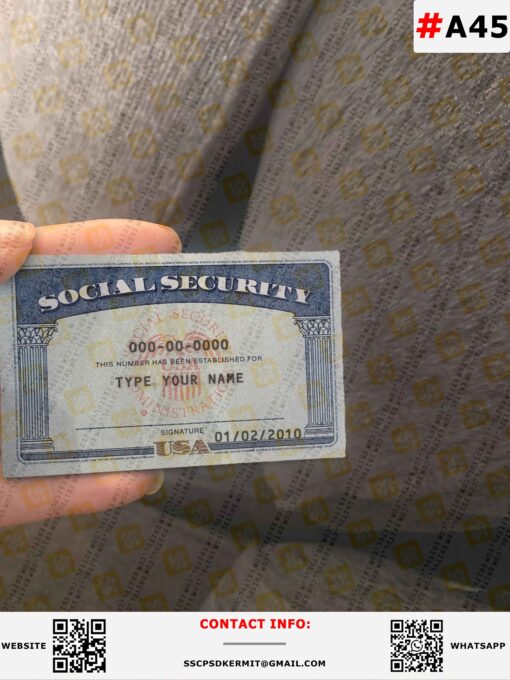 #A45
SOCIAL SECURITY
000-00-0000
THIS NUMBER HAS BEEN ESTABLISHED FOR
TYPE YOUR NAME
SIGNATURE
01/02/2010
USA
CONTACT INFO:
WEBSITE
WHATSAPP
SSCPSDKERMIT@GMAIL.COM